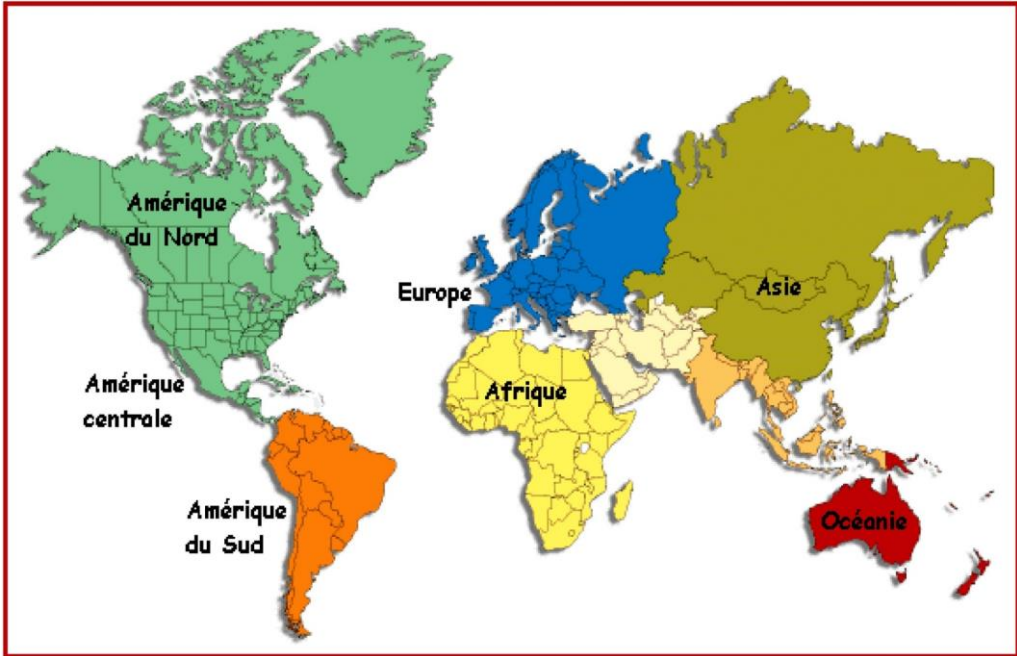 Amérique
du Nord
Europe
Asie
Amérique
centrale
Afrique
Amérique
du Sud
Océanie